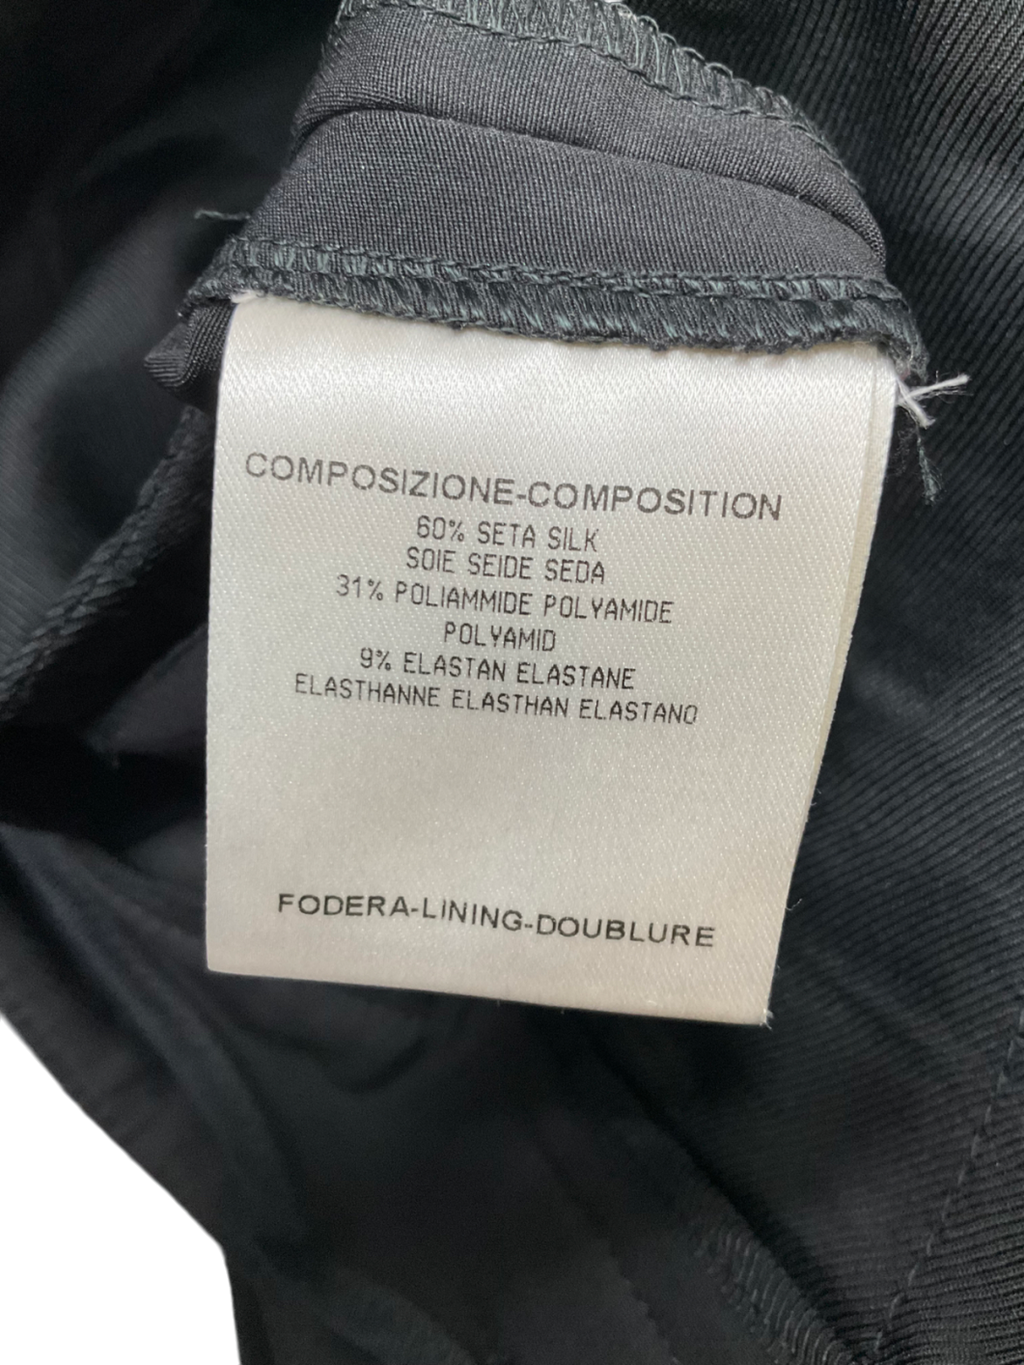 COMPOSIZIONE-COMPOSITION
60% SETA SILK
SOIE SEIDE SEDA
31% POLIAMMIDE POLYAMIDE
POLYAMID
9% ELASTAN ELASTANE
ELASTHANNE ELASTHAN ELASTANO
FODERA-LINING-DOUBLURE